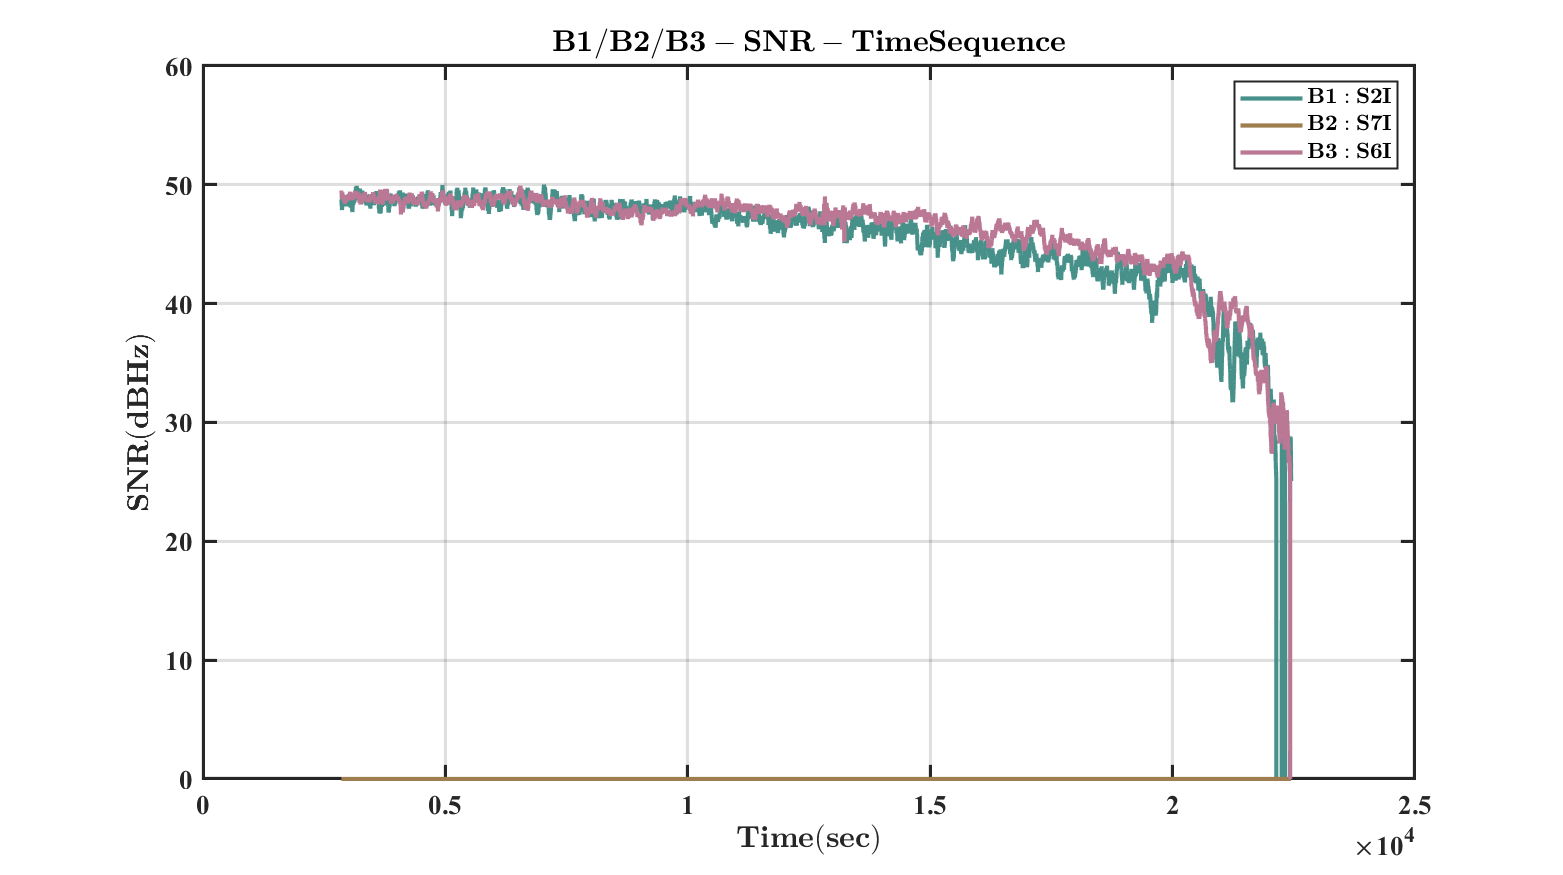 B1/B2/B3 − SNR − TimeSequence
60
50
40
30
20
10
0
SNR(dBHz)
B1 : S2I
B2 : S7I
B3 : S6I
0 0.5 1 1.5 2 2.5
Time(sec)
×10⁴